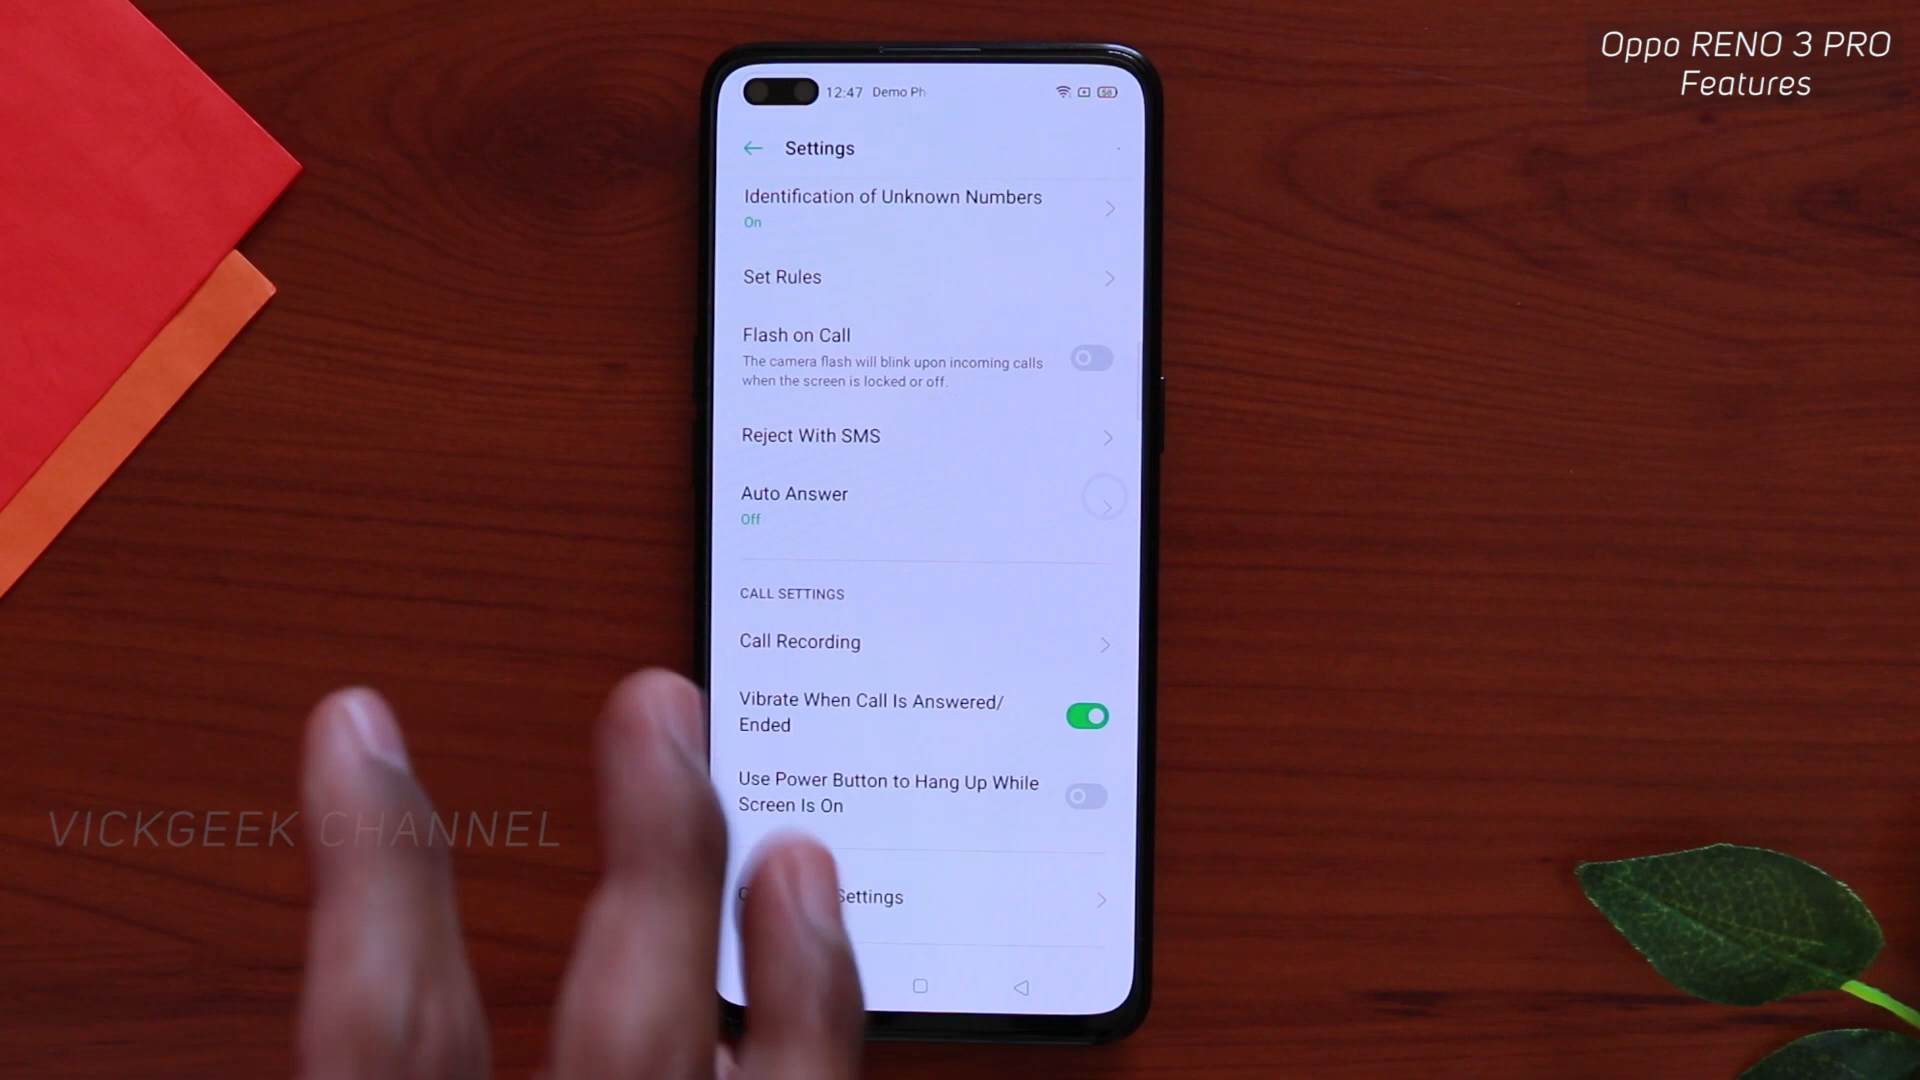 Oppo RENO 3 PRO
Features
12:47 Demo Ph
58
Settings
Identification of Unknown Numbers
On
Set Rules
Flash on Call
The camera flash will blink upon incoming calls
when the screen is locked or off.
Reject With SMS
Auto Answer
Off
CALL SETTINGS
Call Recording
Vibrate When Call Is Answered/
Ended
Use Power Button to Hang Up While
Screen Is On
Settings
VICKGEEK CHANNEL